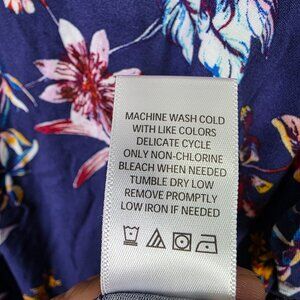 MACHINE WASH COLD
WITH LIKE COLORS
DELICATE CYCLE
ONLY NON-CHLORINE
BLEACH WHEN NEEDED
TUMBLE DRY LOW
REMOVE PROMPTLY
LOW IRON IF NEEDED